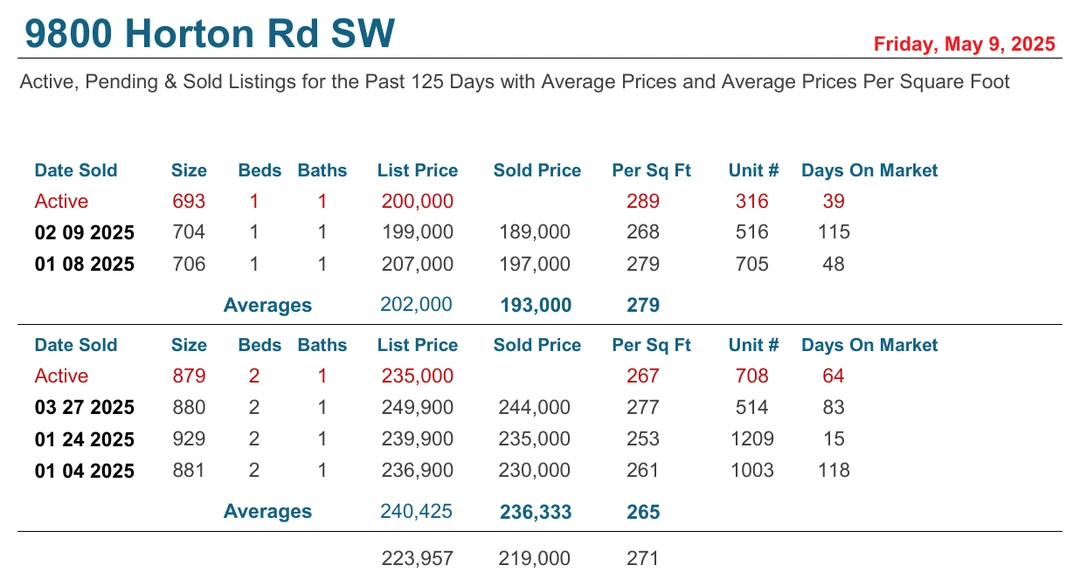 9800 Horton Rd SW
Friday, May 9, 2025
Active, Pending & Sold Listings for the Past 125 Days with Average Prices and Average Prices Per Square Foot
Date Sold Size Beds Baths List Price Sold Price Per Sq Ft Unit # Days On Market
Active 693 1 1 200,000 289 316 39
02 09 2025 704 1 1 199,000 189,000 268 516 115
01 08 2025 706 1 1 207,000 197,000 279 705 48
Averages 202,000 193,000 279
Date Sold Size Beds Baths List Price Sold Price Per Sq Ft Unit # Days On Market
Active 879 2 1 235,000 267 708 64
03 27 2025 880 2 1 249,900 244,000 277 514 83
01 24 2025 929 2 1 239,900 235,000 253 1209 15
01 04 2025 881 2 1 236,900 230,000 261 1003 118
Averages 240,425 236,333 265
223,957 219,000 271